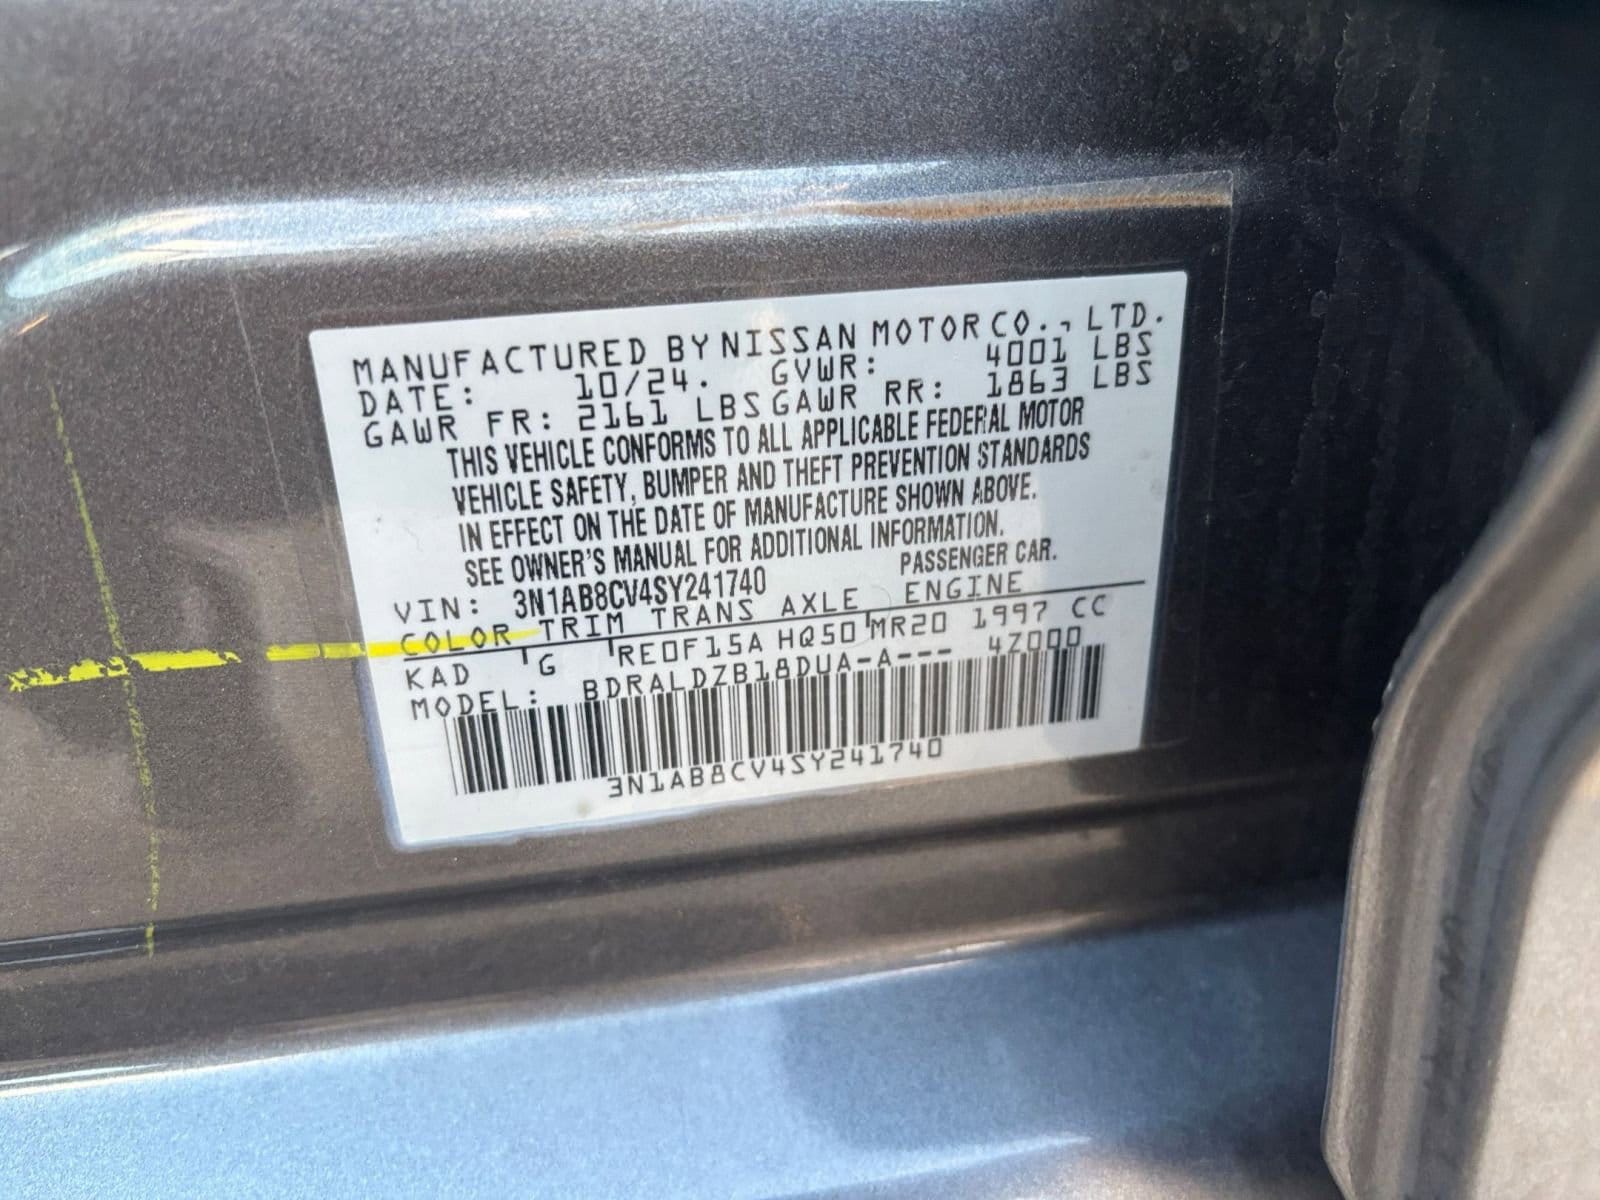 MANUFACTURED BY NISSAN MOTOR CO., LTD.
DATE: 10/24. GVWR: 4001 LBS
GAWR FR: 2161 LBS GAWR RR: 1863 LBS
THIS VEHICLE CONFORMS TO ALL APPLICABLE FEDERAL MOTOR
VEHICLE SAFETY, BUMPER AND THEFT PREVENTION STANDARDS
IN EFFECT ON THE DATE OF MANUFACTURE SHOWN ABOVE.
SEE OWNER'S MANUAL FOR ADDITIONAL INFORMATION.
VIN: 3N1AB8CV4SY241740 PASSENGER CAR.
COLOR TRIM TRANS AXLE ENGINE
KAD G RE0F15A HQ50 MR20 1997 CC
MODEL: BDRALDZB18DUA-A--- 4Z000
3N1AB8CV4SY241740